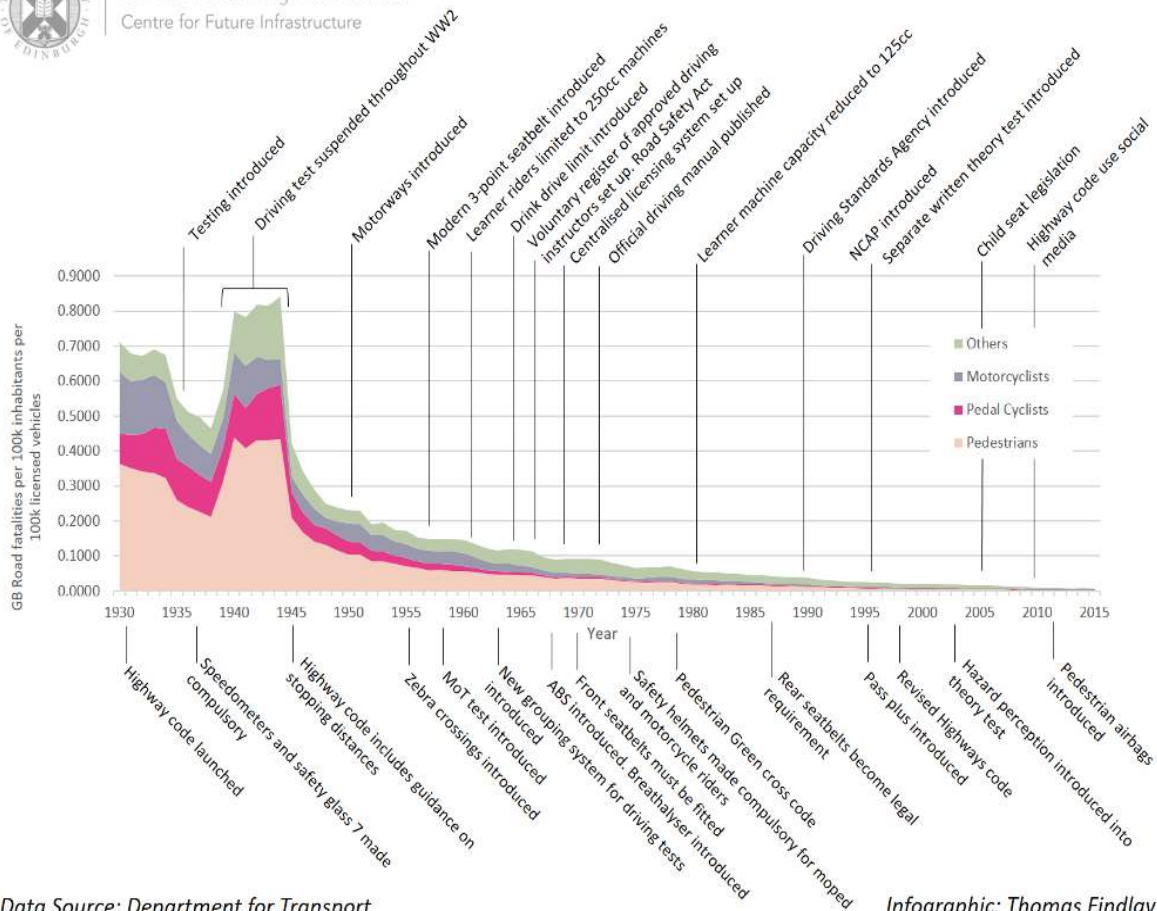 OF EDINBURGH
Centre for Future Infrastructure
Testing introduced
Driving test suspended throughout WW2
Motorways introduced
Modern 3-point seatbelt introduced
Learner riders limited to 250cc machines
Drink drive limit introduced
Voluntary register of approved driving
instructors set up. Road Safety Act
Centralised licensing system set up
Official driving manual published
Learner machine capacity reduced to 125cc
Driving Standards Agency introduced
NCAP introduced
Separate written theory test introduced
Child seat legislation
Highway code use social
media
GB Road fatalities per 100k inhabitants per
100k licensed vehicles
0.9000
0.8000
0.7000
0.6000
0.5000
0.4000
0.3000
0.2000
0.1000
0.0000
Others
Motorcyclists
Pedal Cyclists
Pedestrians
1930 1935 1940 1945 1950 1955 1960 1965 1970 1975 1980 1985 1990 1995 2000 2005 2010 2015
Year
Highway code launched
Speedometers and safety glass 7 made
compulsory
Highway code includes guidance on
stopping distances
Zebra crossings introduced
MoT test introduced
New grouping system for driving tests
introduced
ABS introduced. Breathalyser introduced
Front seatbelts must be fitted
Safety helmets made compulsory for moped
and motorcycle riders
Pedestrian Green cross code
Rear seatbelts become legal
requirement
Pass plus introduced
Revised Highways code
Hazard perception introduced into
theory test
Pedestrian airbags
introduced
Data Source: Department for Transport
Infographic: Thomas Findlay